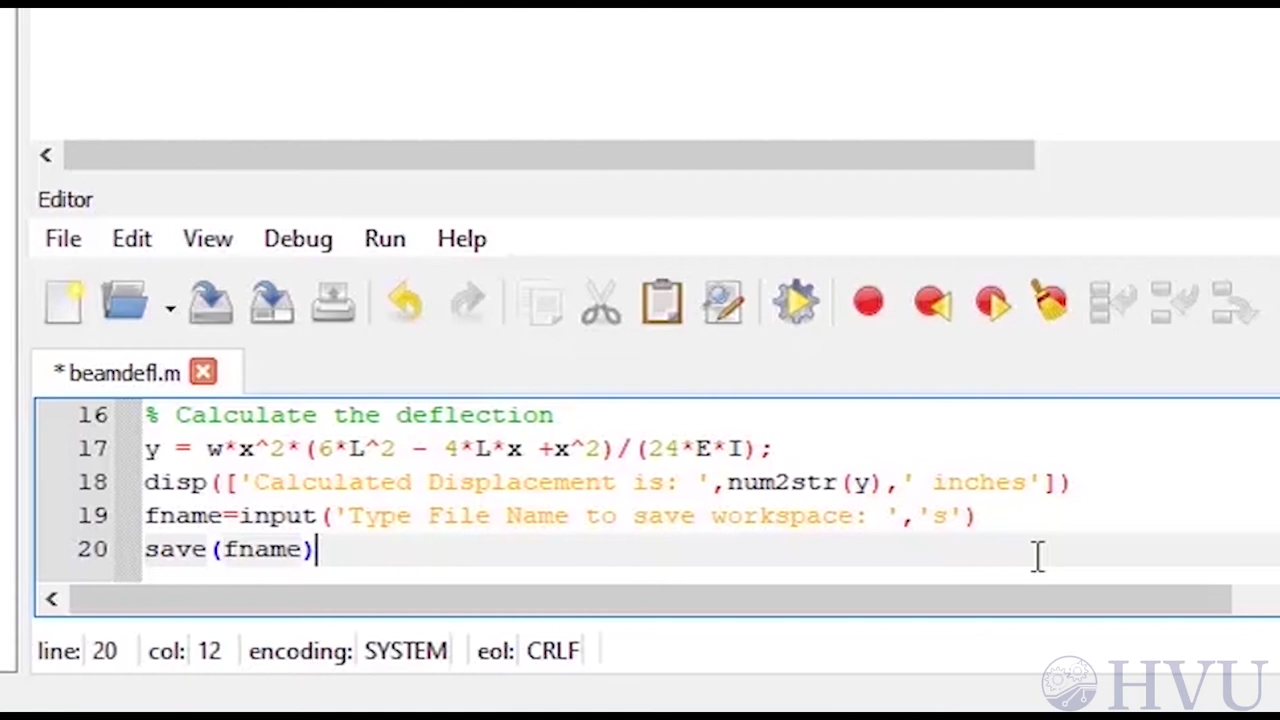 Editor
File Edit View Debug Run Help
* beamdefl.m
16 % Calculate the deflection
17 y = w*x^2*(6*L^2 - 4*L*x +x^2)/(24*E*I);
18 disp(['Calculated Displacement is: ',num2str(y),' inches'])
19 fname=input('Type File Name to save workspace: ','s')
20 save(fname)
line: 20 col: 12 encoding: SYSTEM eol: CRLF
HVU